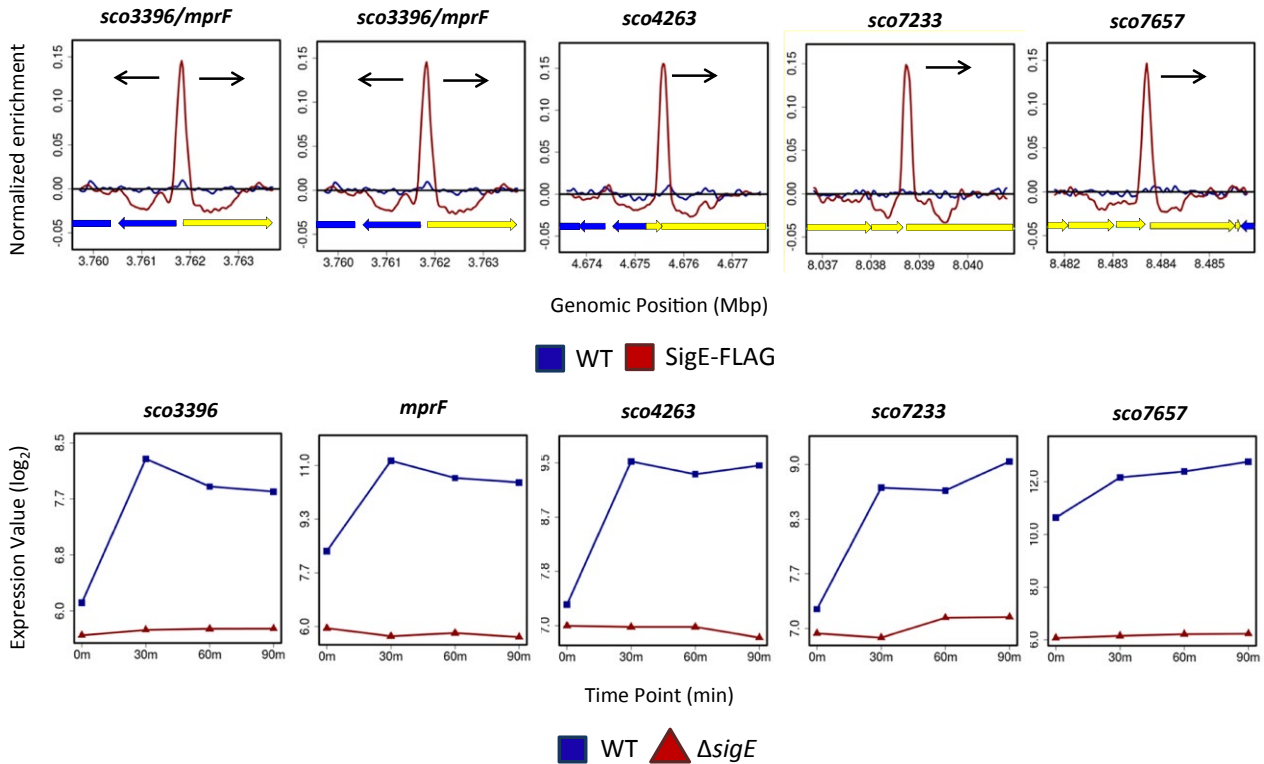 sco3396/mprF sco3396/mprF sco4263 sco7233 sco7657
Normalized enrichment
0.15 0.10 0.05 0.00 -0.05
0.15 0.10 0.05 0.00 -0.05
0.15 0.10 0.05 0.00 -0.05
0.15 0.10 0.05 0.00 -0.05
0.15 0.10 0.05 0.00 -0.05
3.760 3.761 3.762 3.763
3.760 3.761 3.762 3.763
4.674 4.675 4.676 4.677
8.037 8.038 8.039 8.040
8.482 8.483 8.484 8.485
Genomic Position (Mbp)
WT SigE-FLAG
sco3396 mprF sco4263 sco7233 sco7657
Expression Value (log2)
8.5 7.7 6.8 6.0
11.0 9.3 7.7 6.0
9.5 8.7 7.8 7.0
9.0 8.3 7.7 7.0
12.0 10.0 8.0 6.0
0m 30m 60m 90m
0m 30m 60m 90m
0m 30m 60m 90m
0m 30m 60m 90m
0m 30m 60m 90m
Time Point (min)
WT ΔsigE